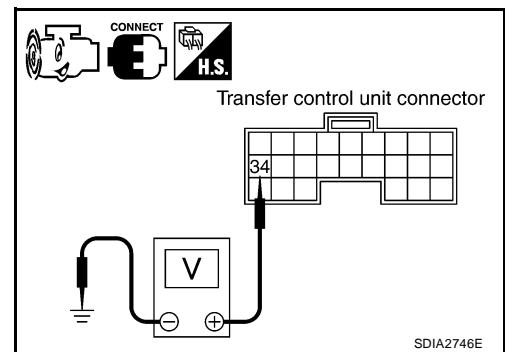 CONNECT
H.S.
Transfer control unit connector
34
V
− +
SDIA2746E